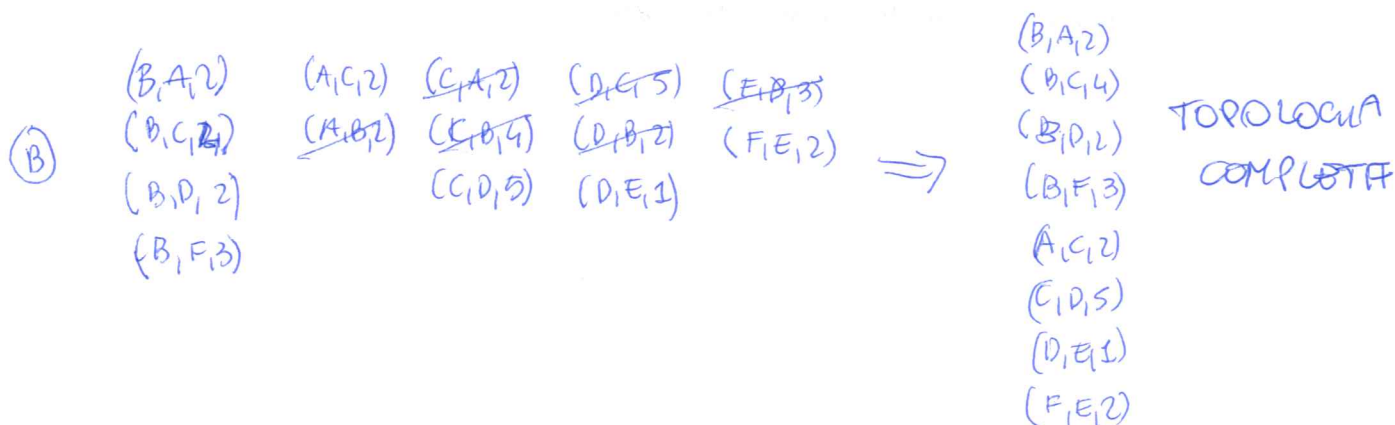 (B,A,2) (A,C,2) (C,A,2) (D,C,5) (F,B,3)
(B,C,4) (A,B,2) (C,B,4) (D,B,2) (F,E,2)
(B,D,2) (C,D,5) (D,E,1)
(B,F,3)
B
⇒
(B,A,2)
(B,C,4)
(B,D,2)
(B,F,3)
(A,C,2)
(C,D,5)
(D,E,1)
(F,E,2)
TOPOLOGIA
COMPLETA